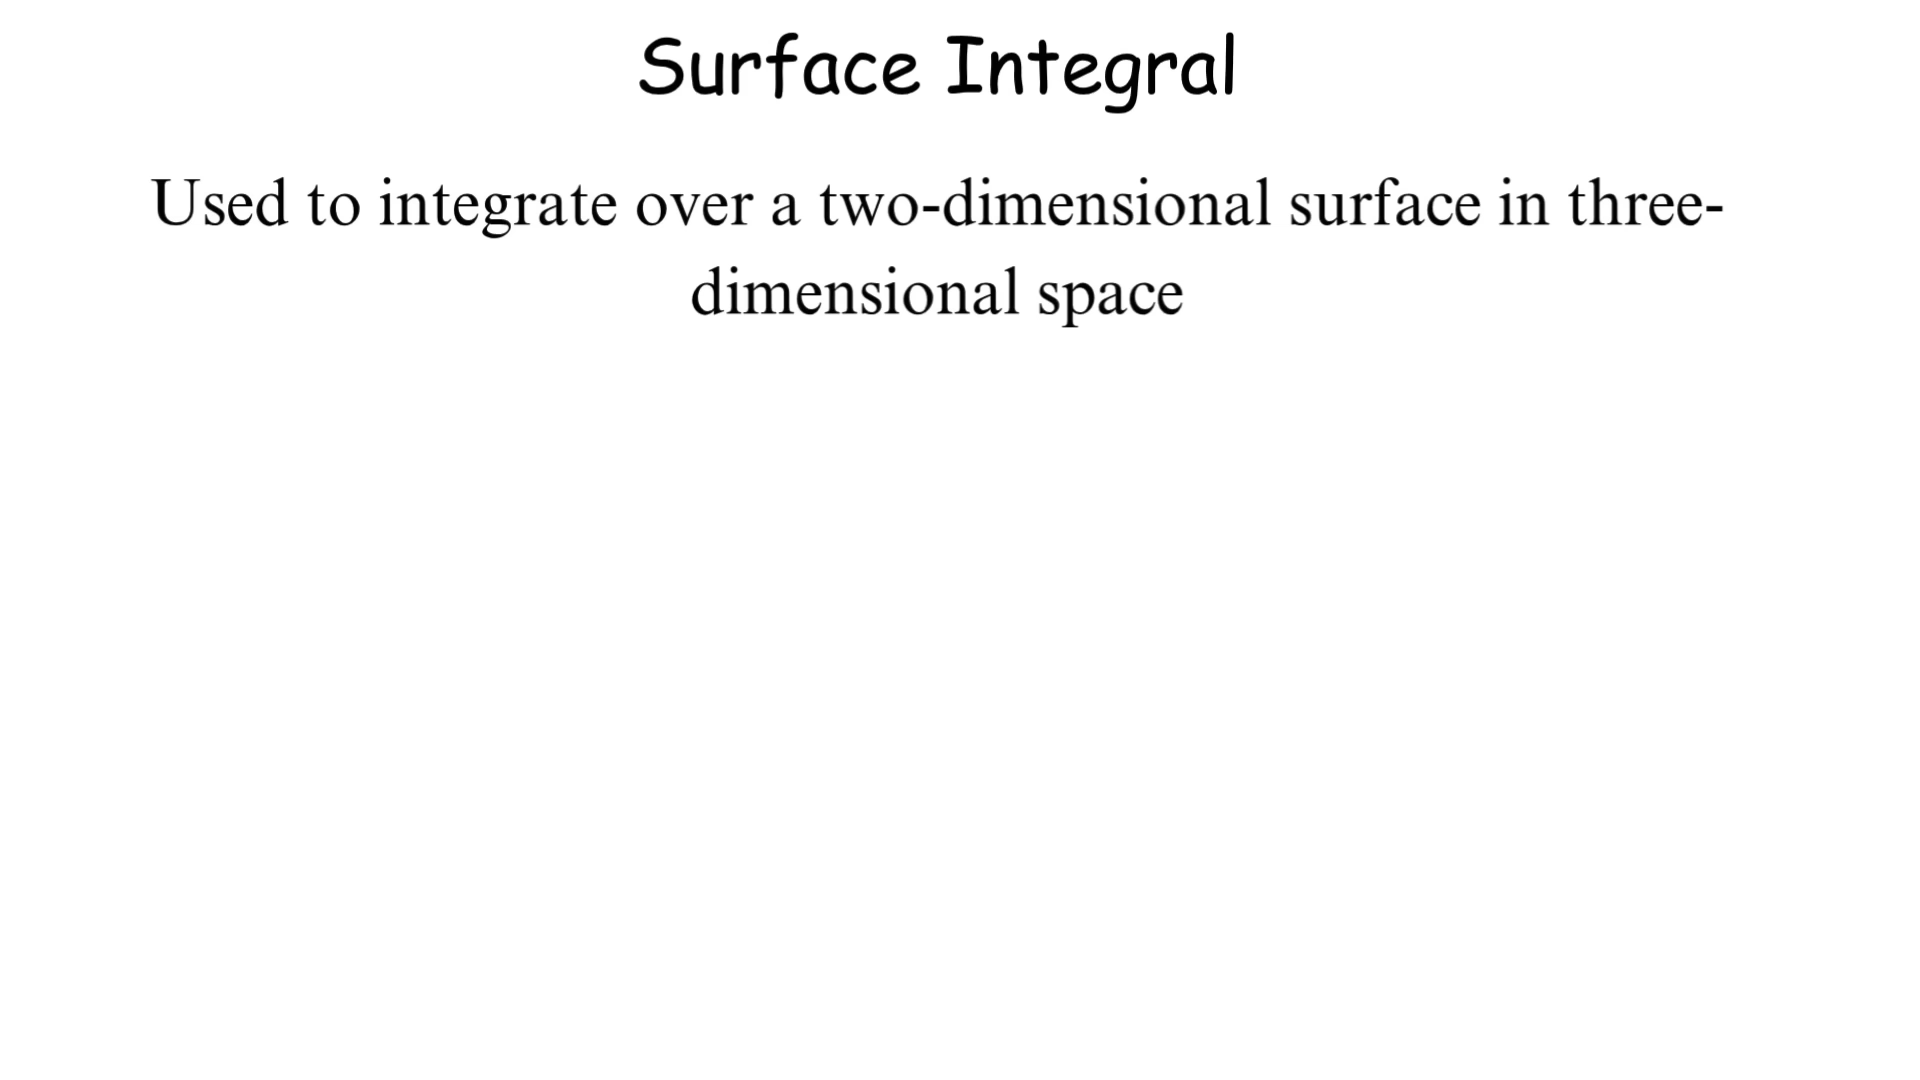 Surface Integral
Used to integrate over a two-dimensional surface in three-
dimensional space